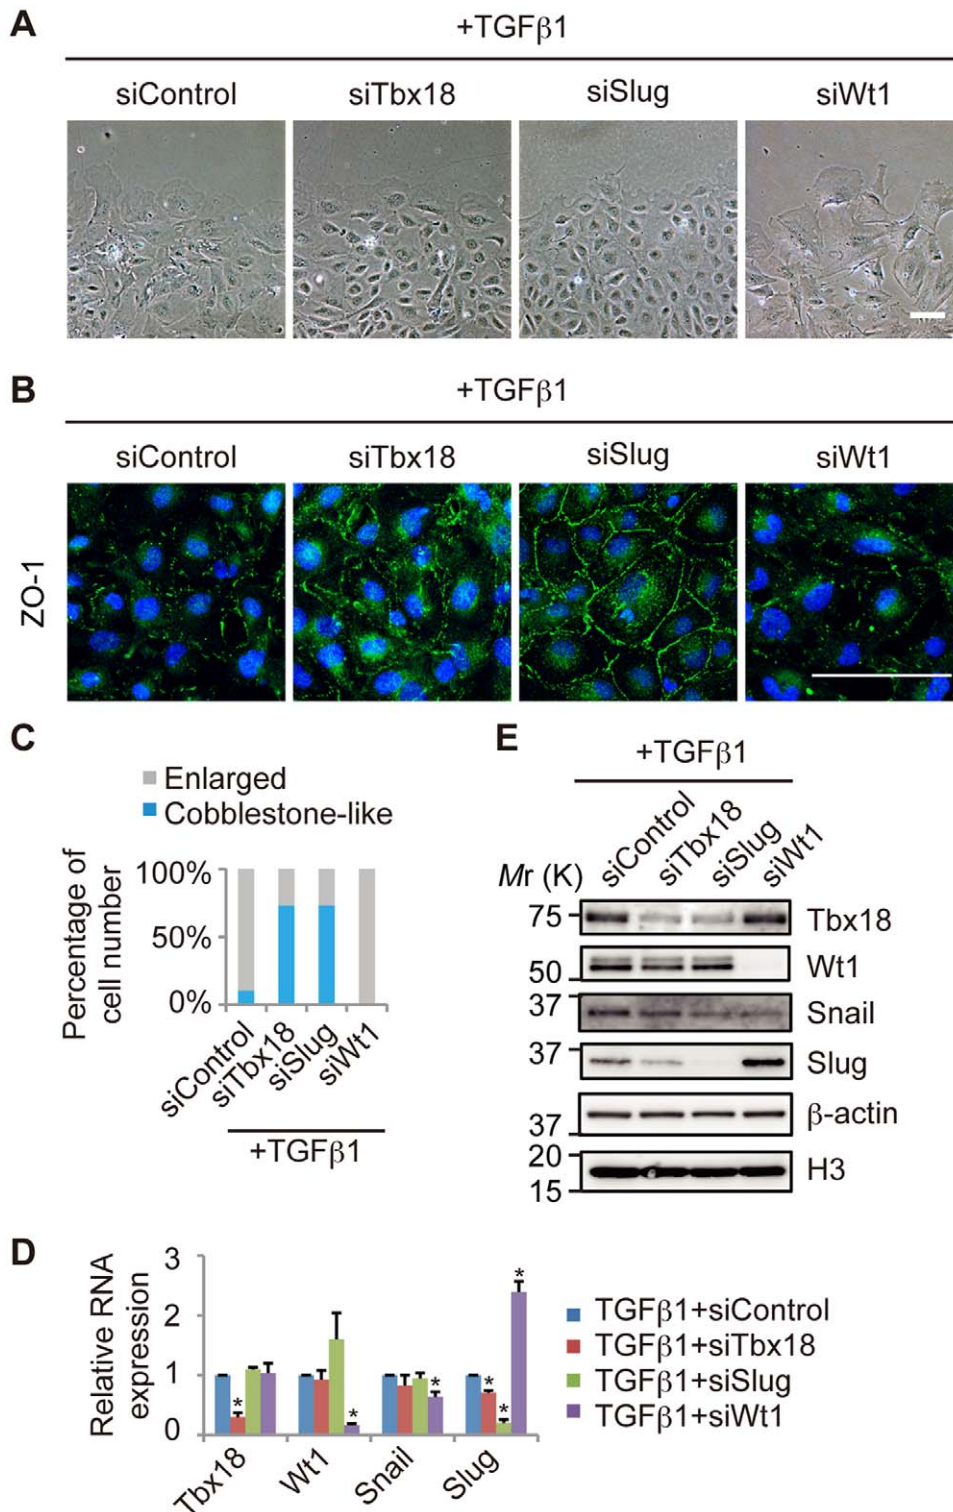 A
+TGFβ1
siControl siTbx18 siSlug siWt1
B
+TGFβ1
siControl siTbx18 siSlug siWt1
ZO-1
C
Enlarged
Cobblestone-like
Percentage of
cell number
100%
50%
0%
siControl siTbx18 siSlug siWt1
+TGFβ1
E
+TGFβ1
siControl siTbx18 siSlug siWt1
Mr (K)
75 Tbx18
50 Wt1
37 Snail
37 Slug
37 β-actin
20 H3
15
D
Relative RNA
expression
3
2
1
0
* * * * * *
Tbx18 Wt1 Snail Slug
TGFβ1+siControl
TGFβ1+siTbx18
TGFβ1+siSlug
TGFβ1+siWt1